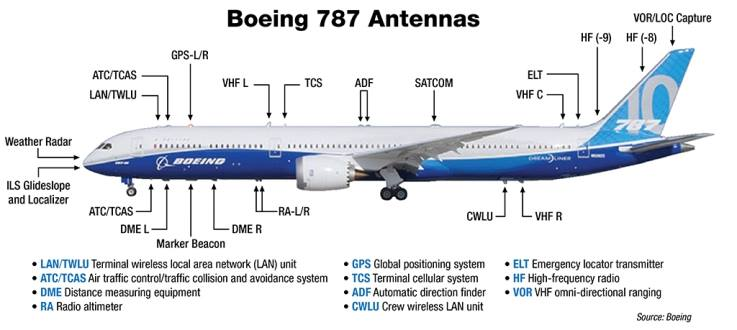 Boeing 787 Antennas
VOR/LOC Capture
HF (-9)
HF (-8)
GPS-L/R
ATC/TCAS
LAN/TWLU
VHF L
TCS
ADF
SATCOM
ELT
VHF C
Weather Radar
ILS Glideslope
and Localizer
BOEING
DREAMLINER
10
787
ATC/TCAS
DME L
Marker Beacon
DME R
RA-L/R
CWLU
VHF R
• LAN/TWLU Terminal wireless local area network (LAN) unit
• ATC/TCAS Air traffic control/traffic collision and avoidance system
• DME Distance measuring equipment
• RA Radio altimeter
• GPS Global positioning system
• TCS Terminal cellular system
• ADF Automatic direction finder
• CWLU Crew wireless LAN unit
• ELT Emergency locator transmitter
• HF High-frequency radio
• VOR VHF omni-directional ranging
Source: Boeing